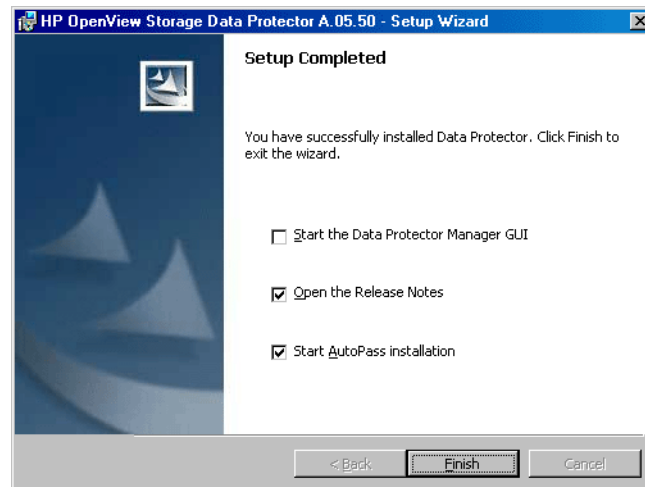 HP OpenView Storage Data Protector A.05.50 - Setup Wizard
Setup Completed
You have successfully installed Data Protector. Click Finish to
exit the wizard.
Start the Data Protector Manager GUI
Open the Release Notes
Start AutoPass installation
< Back
Finish
Cancel